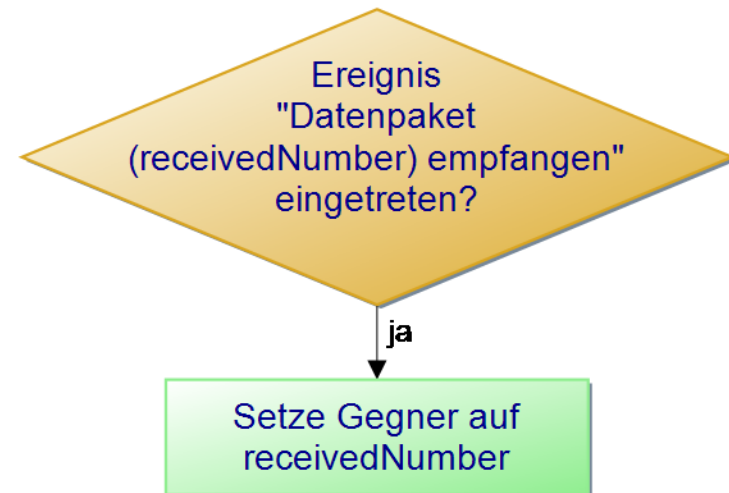 Ereignis
"Datenpaket
(receivedNumber) empfangen"
eingetreten?
ja
Setze Gegner auf
receivedNumber